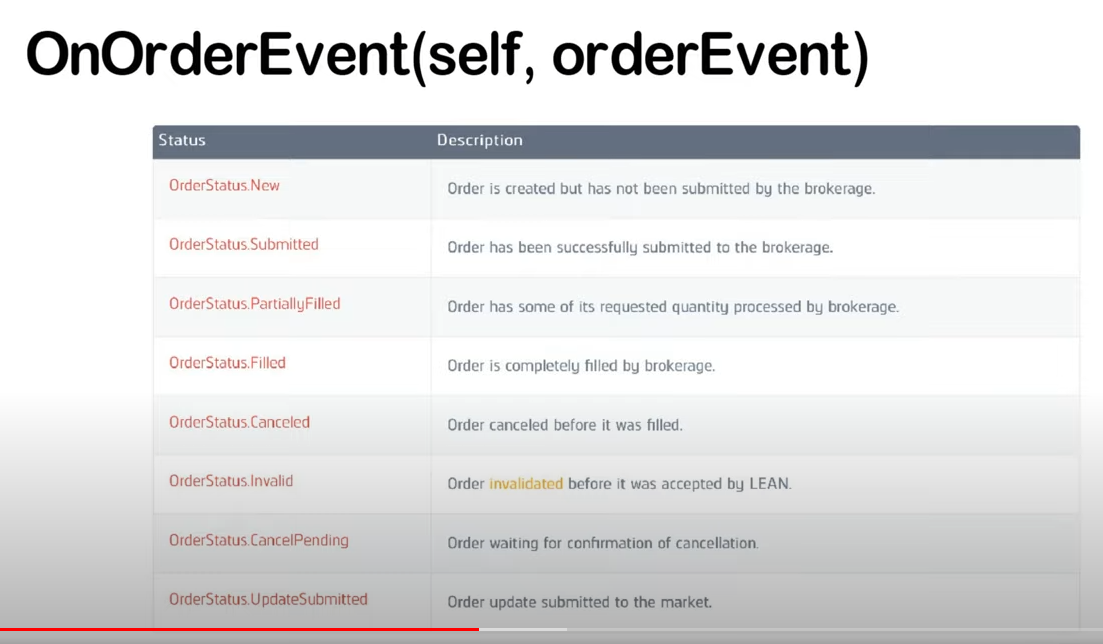 OnOrderEvent(self, orderEvent)
Status Description
OrderStatus.New Order is created but has not been submitted by the brokerage.
OrderStatus.Submitted Order has been successfully submitted to the brokerage.
OrderStatus.PartiallyFilled Order has some of its requested quantity processed by brokerage.
OrderStatus.Filled Order is completely filled by brokerage.
OrderStatus.Canceled Order canceled before it was filled.
OrderStatus.Invalid Order invalidated before it was accepted by LEAN.
OrderStatus.CancelPending Order waiting for confirmation of cancellation.
OrderStatus.UpdateSubmitted Order update submitted to the market.